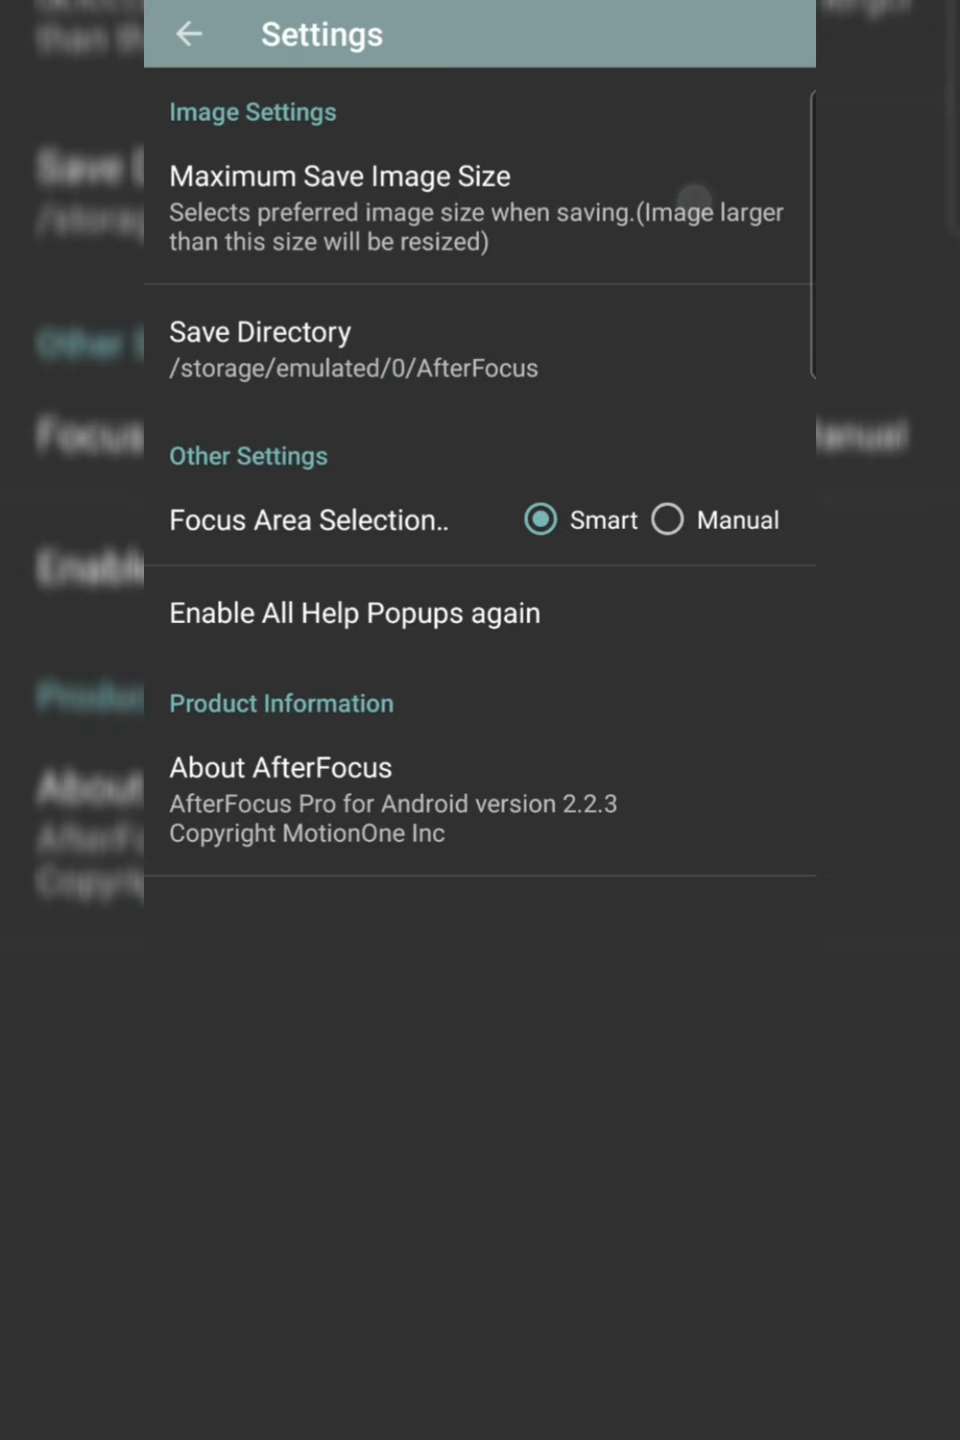 Settings
Image Settings
Maximum Save Image Size
Selects preferred image size when saving.(Image larger
than this size will be resized)
Save Directory
/storage/emulated/0/AfterFocus
Other Settings
Focus Area Selection.. Smart Manual
Enable All Help Popups again
Product Information
About AfterFocus
AfterFocus Pro for Android version 2.2.3
Copyright MotionOne Inc